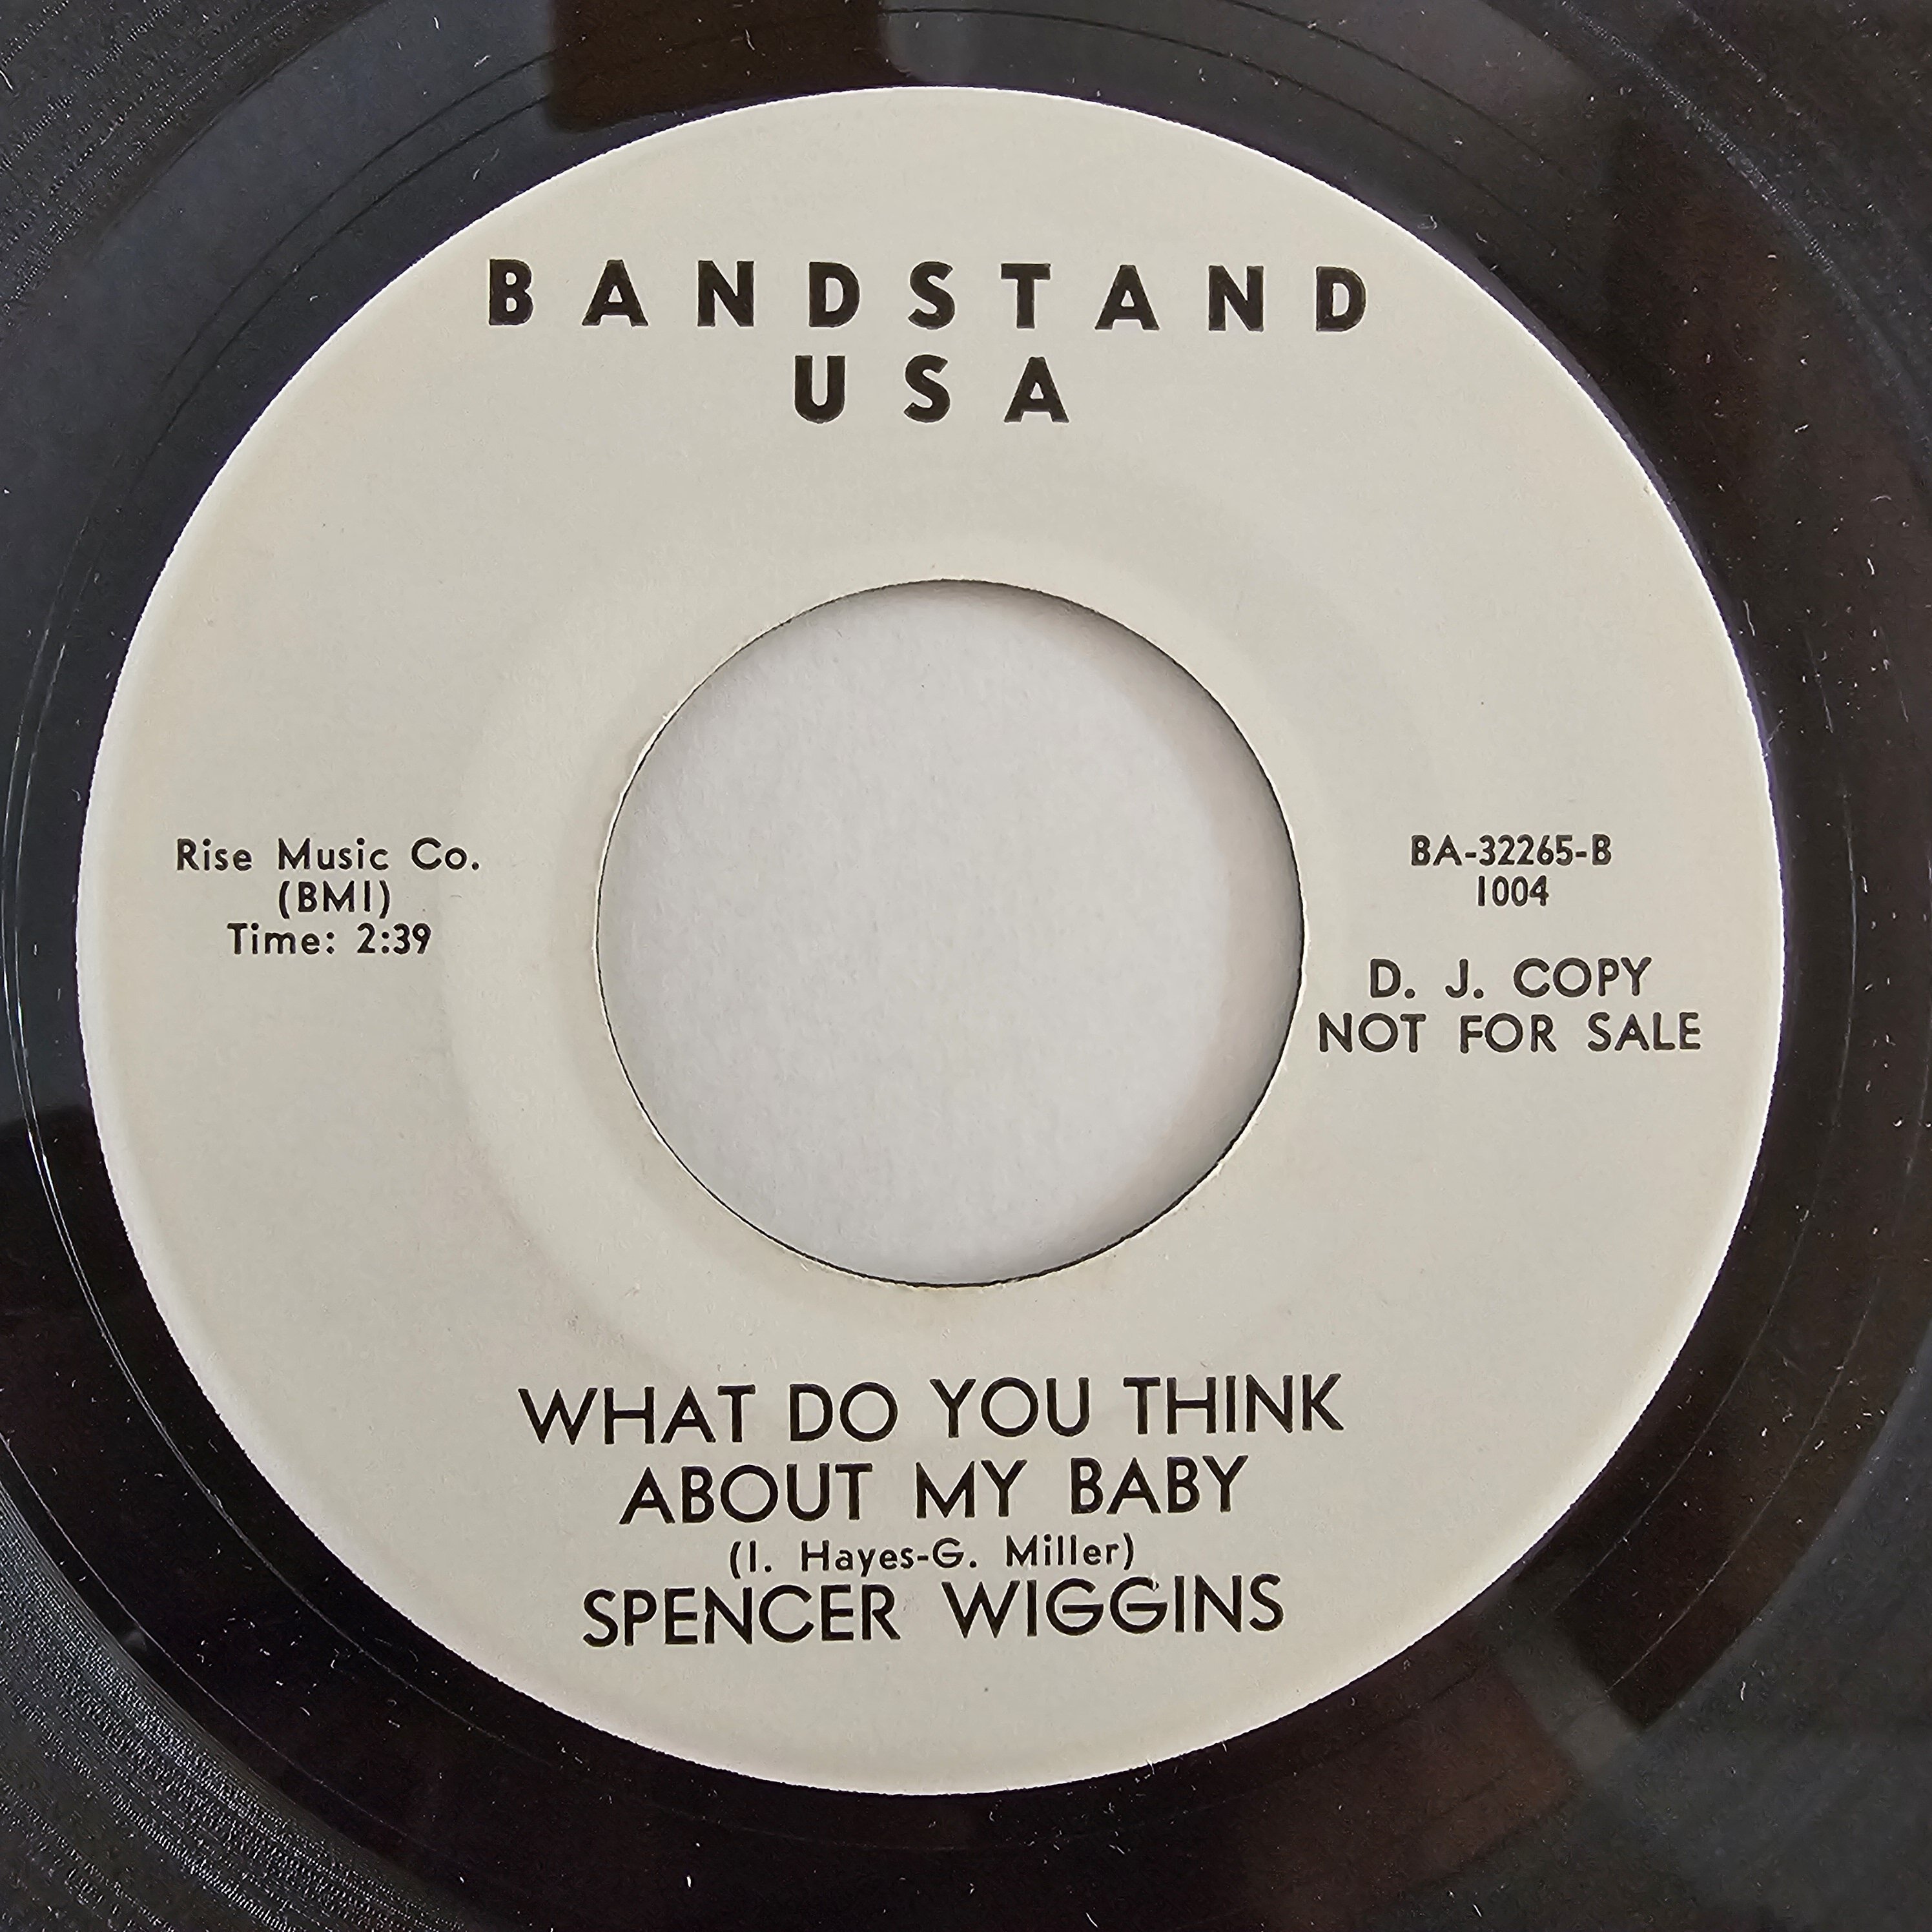 BANDSTAND
USA
Rise Music Co.
(BMI)
Time: 2:39
BA-32265-B
1004
D. J. COPY
NOT FOR SALE
WHAT DO YOU THINK
ABOUT MY BABY
(I. Hayes-G. Miller)
SPENCER WIGGINS